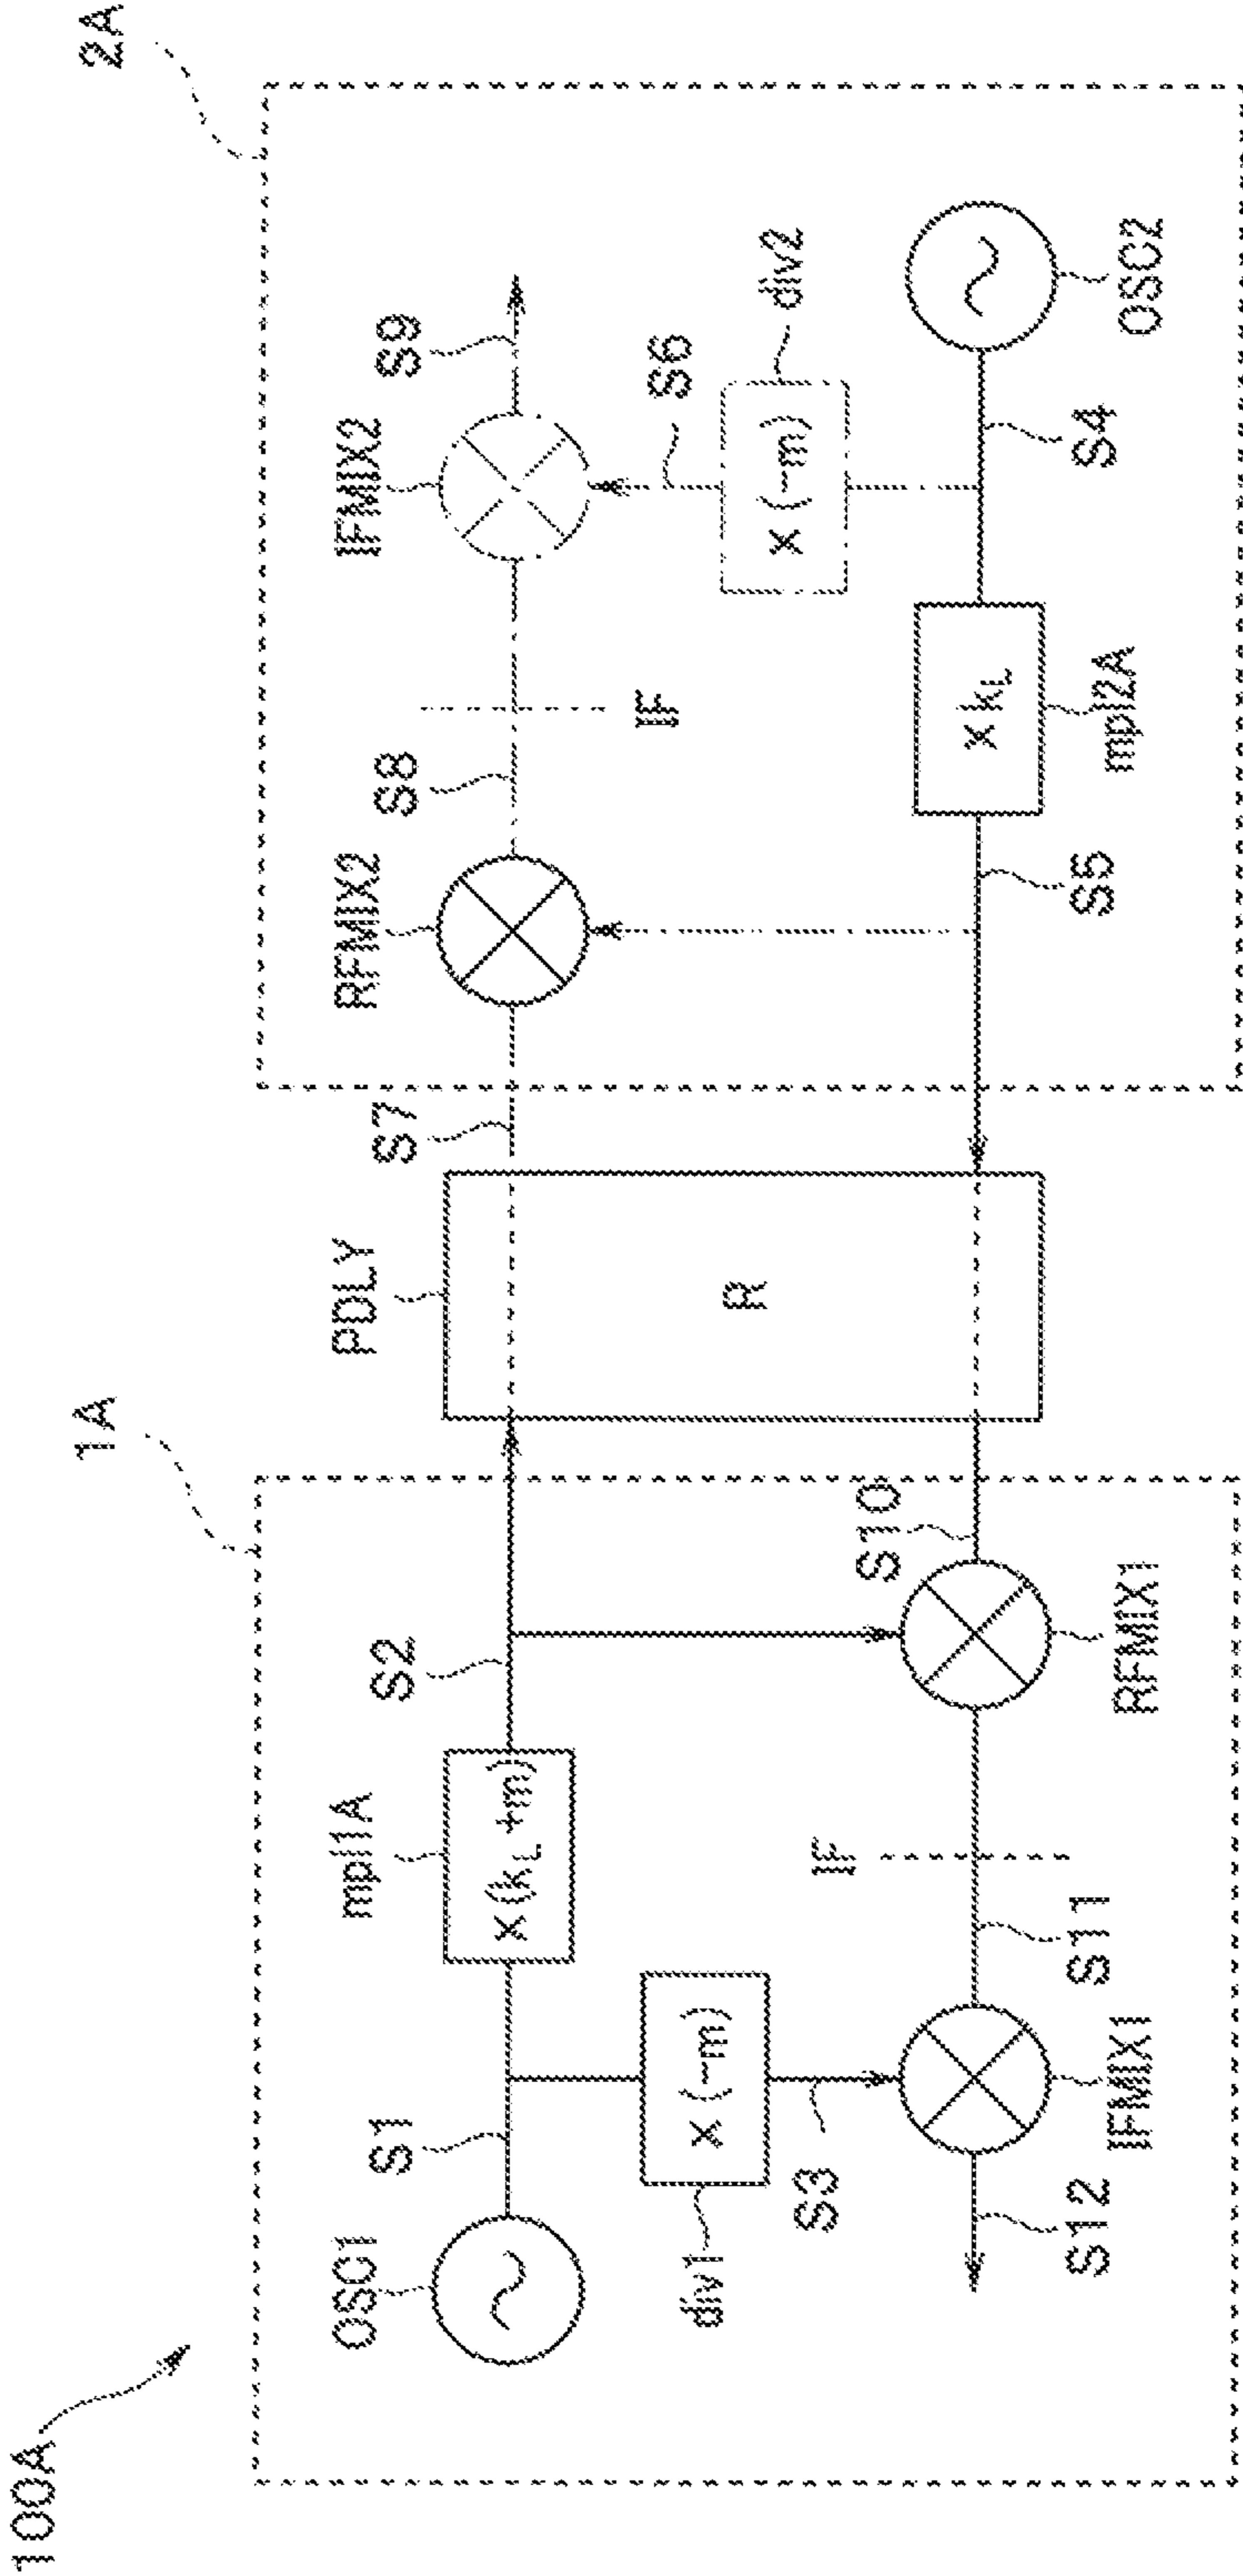 100A
1A
2A
OSC1
S1
mpl1A
x (kL +m)
S2
PDLY
R
S7
RFMIX2
S8
IF
IFMIX2
S9
div1
x (-m)
S3
S6
x (-m)
div2
IF
S10
S12
IFMIX1
S11
RFMIX1
S5
x kL
mpl2A
S4
OSC2